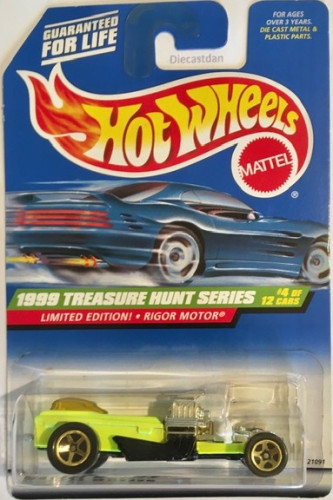 GUARANTEED
FOR LIFE
FOR AGES
OVER 3 YEARS.
DIE CAST METAL &
PLASTIC PARTS.
Diecastdan
Hot Wheels
MATTEL
®
1999 TREASURE HUNT SERIES
#4 OF
12 CARS
LIMITED EDITION! • RIGOR MOTOR®
21091